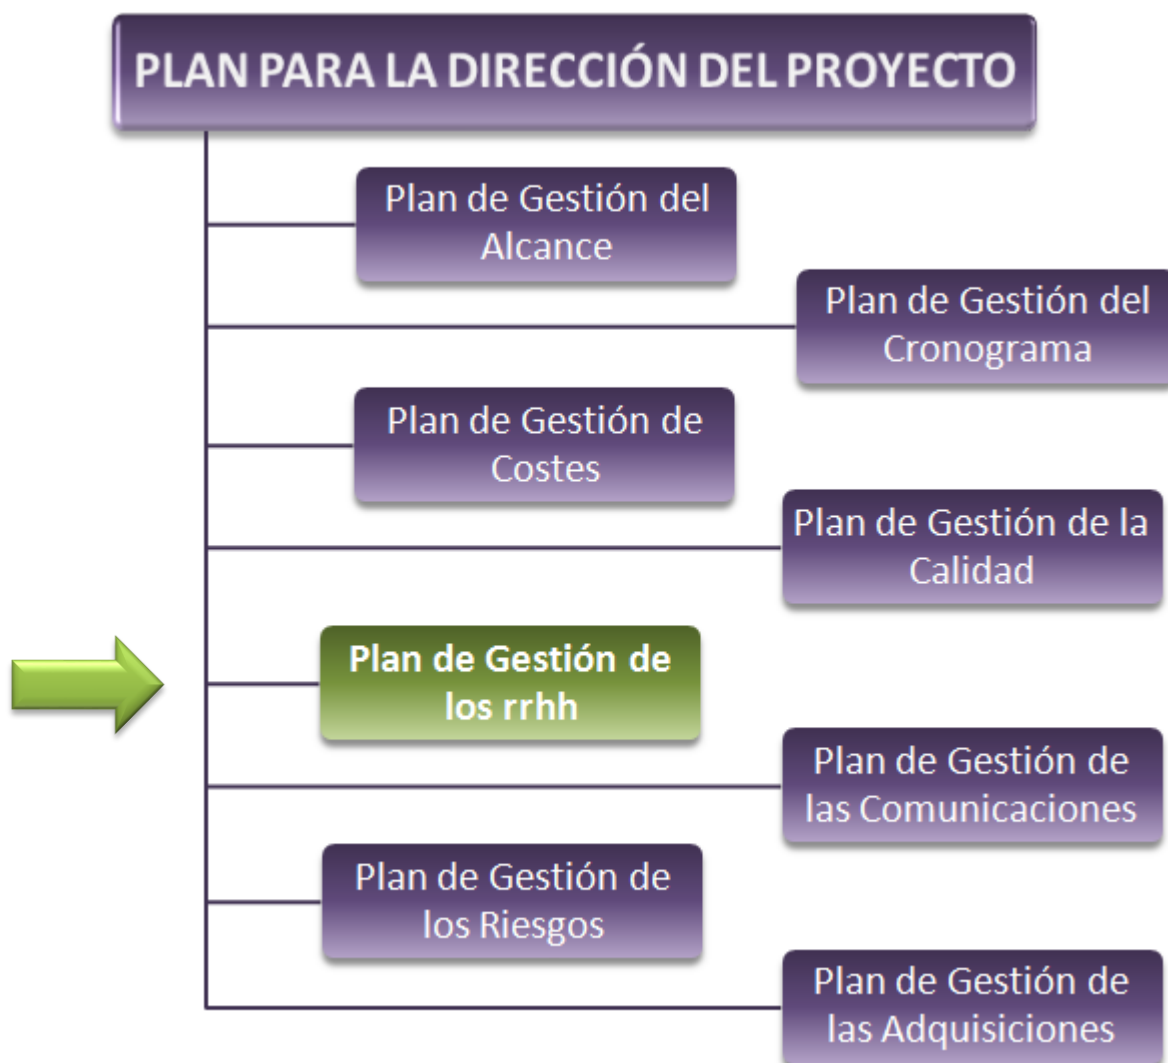 PLAN PARA LA DIRECCIÓN DEL PROYECTO
Plan de Gestión del
Alcance
Plan de Gestión del
Cronograma
Plan de Gestión de
Costes
Plan de Gestión de la
Calidad
Plan de Gestión de
los rrhh
Plan de Gestión de
las Comunicaciones
Plan de Gestión de
los Riesgos
Plan de Gestión de
las Adquisiciones